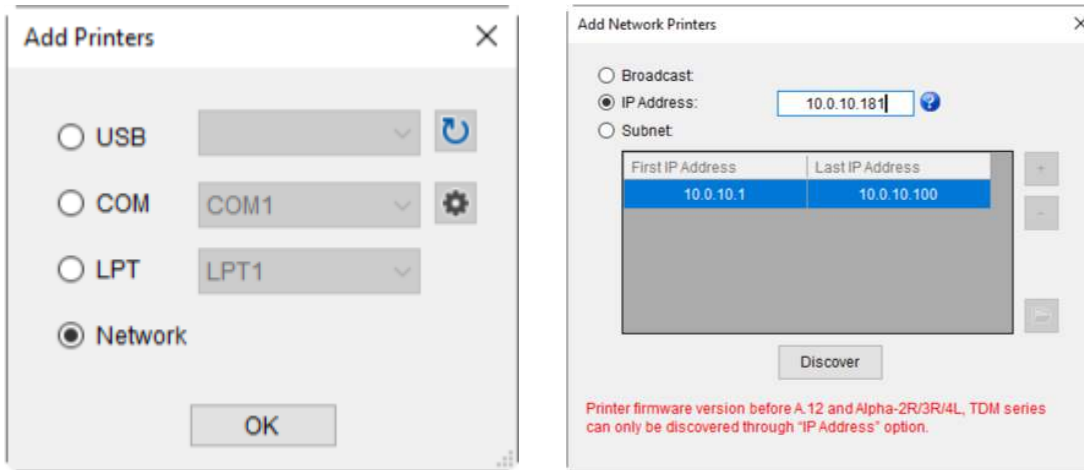 Add Printers
USB
COM
COM1
LPT
LPT1
Network
OK
Add Network Printers
Broadcast:
IP Address:
10.0.10.181
Subnet:
First IP Address Last IP Address
10.0.10.1 10.0.10.100
+
-
Discover
Printer firmware version before A.12 and Alpha-2R/3R/4L, TDM series
can only be discovered through “IP Address” option.